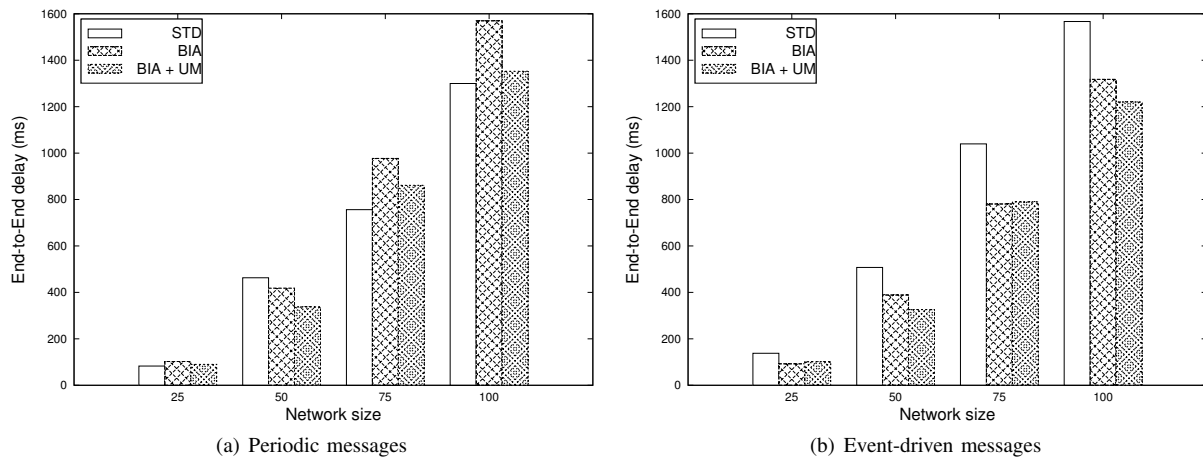 1600
1400
1200
1000
800
600
400
200
0
End-to-End delay (ms)
STD
BIA
BIA + UM
25 50 75 100
Network size
(a) Periodic messages
1600
1400
1200
1000
800
600
400
200
0
End-to-End delay (ms)
STD
BIA
BIA + UM
25 50 75 100
Network size
(b) Event-driven messages